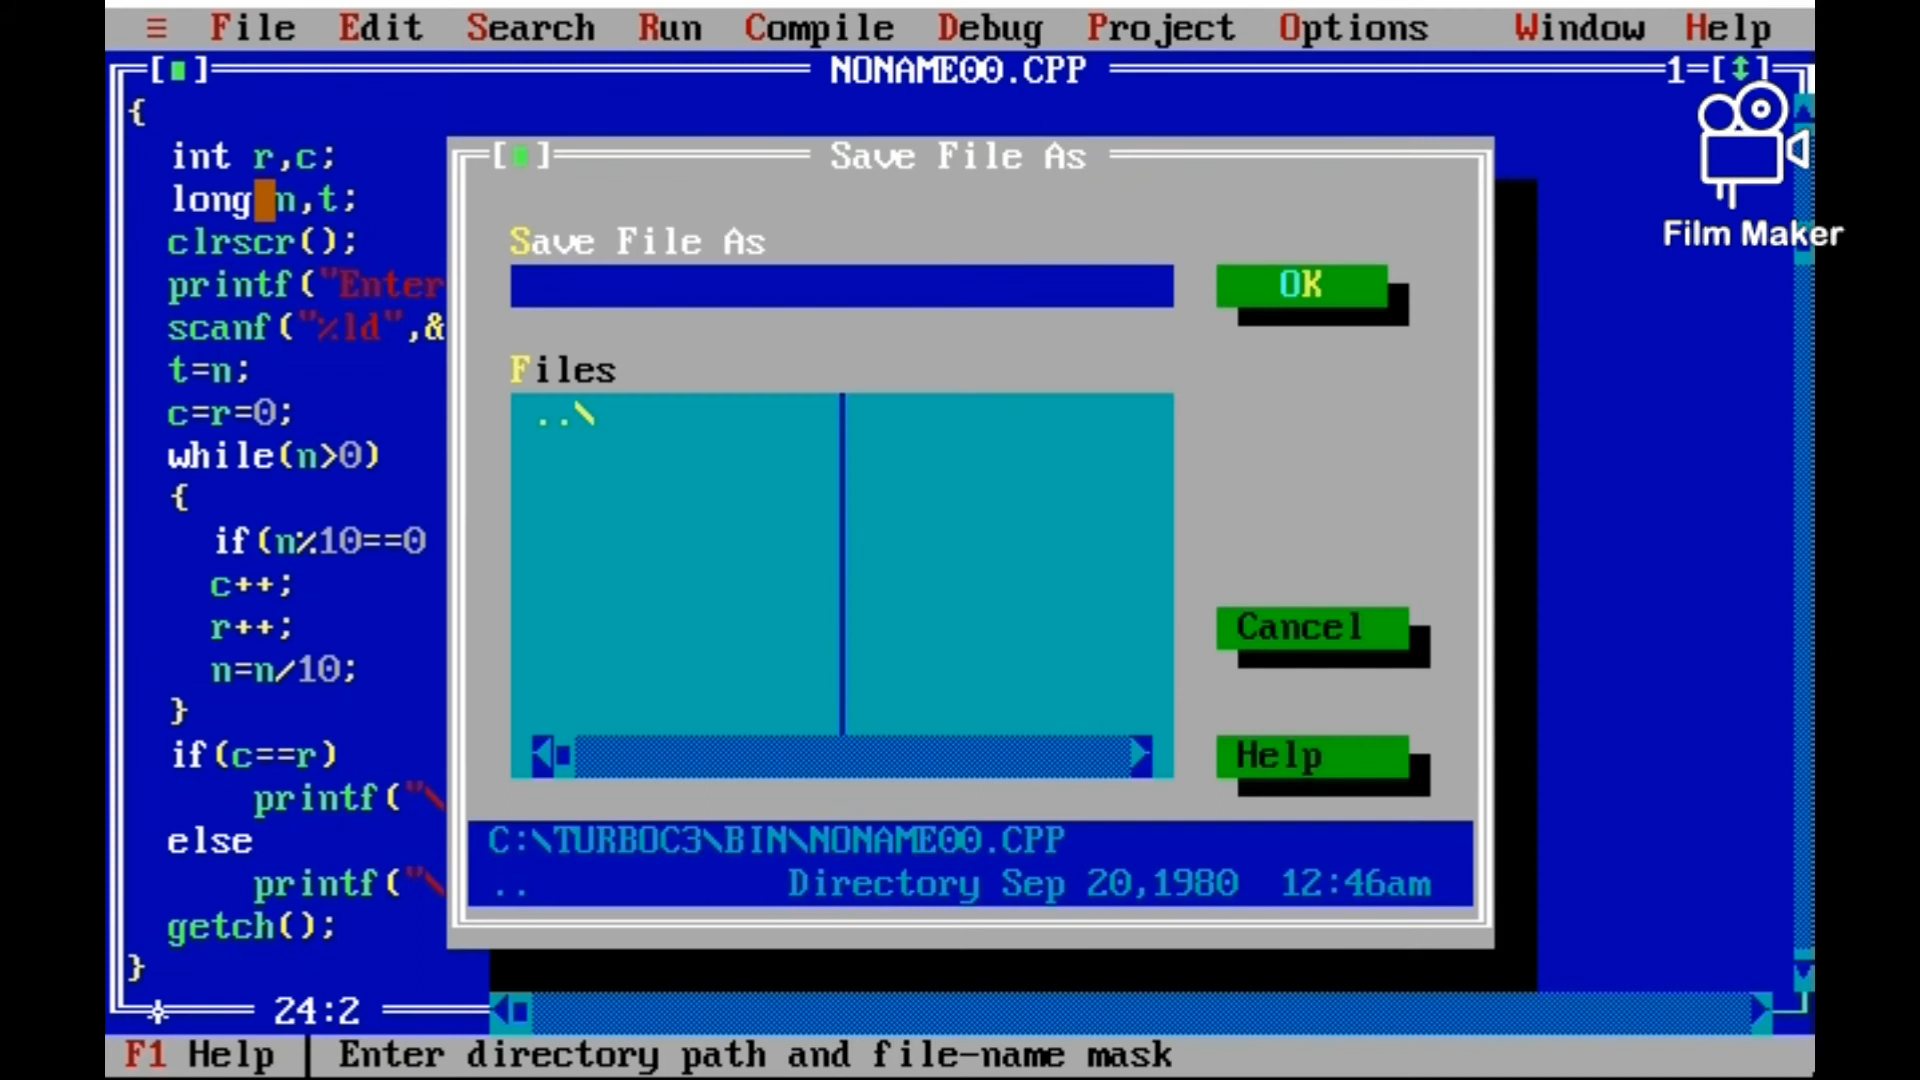 ≡ File Edit Search Run Compile Debug Project Options Window Help
[■] NONAME00.CPP 1=[↕]
{
int r,c;
long n,t;
clrscr();
printf("Enter
scanf("%ld",&
t=n;
c=r=0;
while(n>0)
{
if(n%10==0
c++;
r++;
n=n/10;
}
if(c==r)
printf("\
else
printf("\
getch();
}
24:2
[■] Save File As
Save File As
OK
Files
..\
Cancel
Help
C:\TURBOC3\BIN\NONAME00.CPP
.. Directory Sep 20,1980 12:46am
F1 Help | Enter directory path and file-name mask
Film Maker